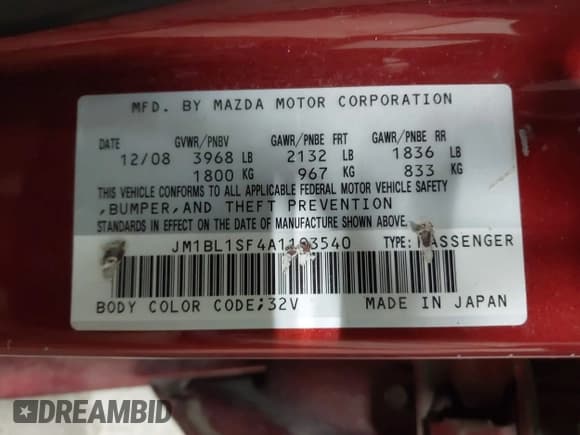 MFD. BY MAZDA MOTOR CORPORATION
DATE GVWR/PNBV GAWR/PNBE FRT GAWR/PNBE RR
12/08 3968 LB 2132 LB 1836 LB
1800 KG 967 KG 833 KG
THIS VEHICLE CONFORMS TO ALL APPLICABLE FEDERAL MOTOR VEHICLE SAFETY
,BUMPER,AND THEFT PREVENTION
STANDARDS IN EFFECT ON THE DATE OF MANUFACTURE SHOWN ABOVE.
TYPE:
BODY COLOR CODE;32V MADE IN JAPAN
DREAMBID